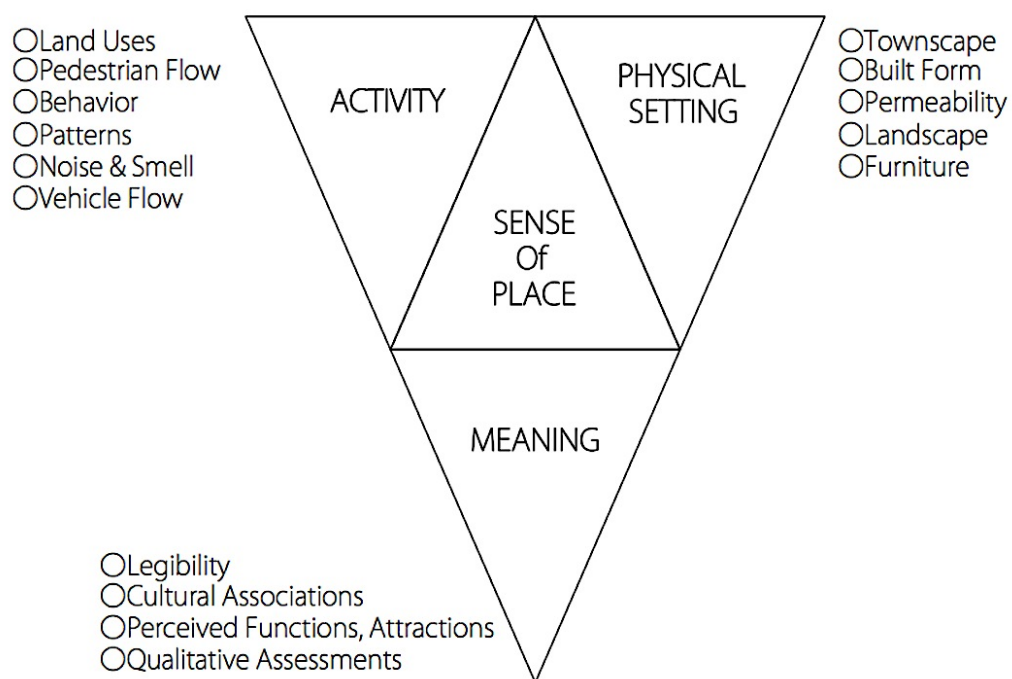 ○Land Uses
○Pedestrian Flow
○Behavior
○Patterns
○Noise & Smell
○Vehicle Flow
ACTIVITY
PHYSICAL
SETTING
○Townscape
○Built Form
○Permeability
○Landscape
○Furniture
SENSE
Of
PLACE
MEANING
○Legibility
○Cultural Associations
○Perceived Functions, Attractions
○Qualitative Assessments